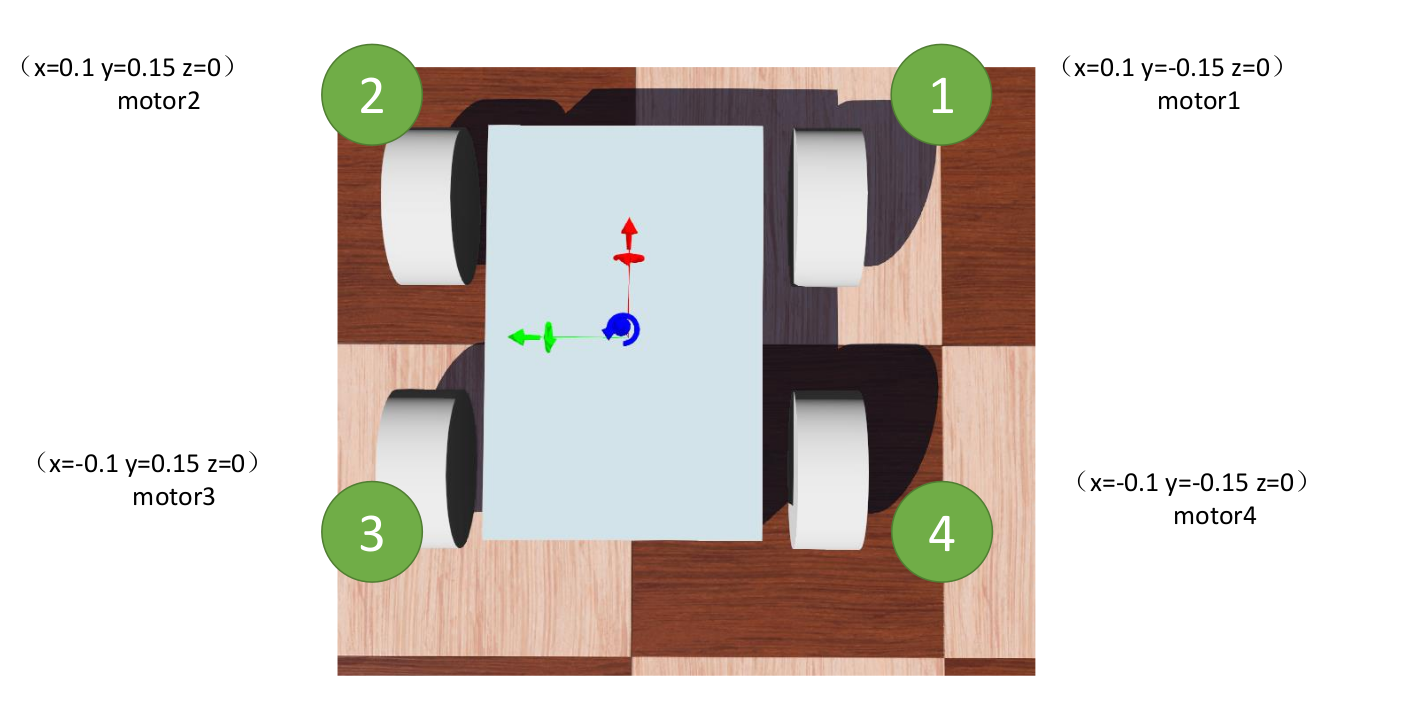 （x=0.1 y=0.15 z=0）
motor2
2
1
（x=0.1 y=-0.15 z=0）
motor1
（x=-0.1 y=0.15 z=0）
motor3
3
4
（x=-0.1 y=-0.15 z=0）
motor4